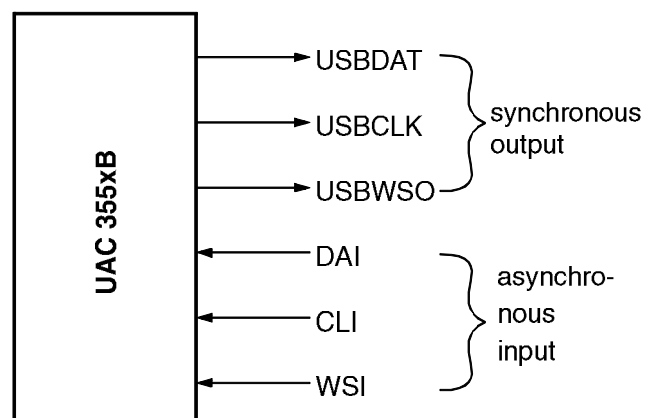 UAC 355xB
USBDAT
USBCLK
USBWSO
synchronous
output
DAI
CLI
WSI
asynchro-
nous
input